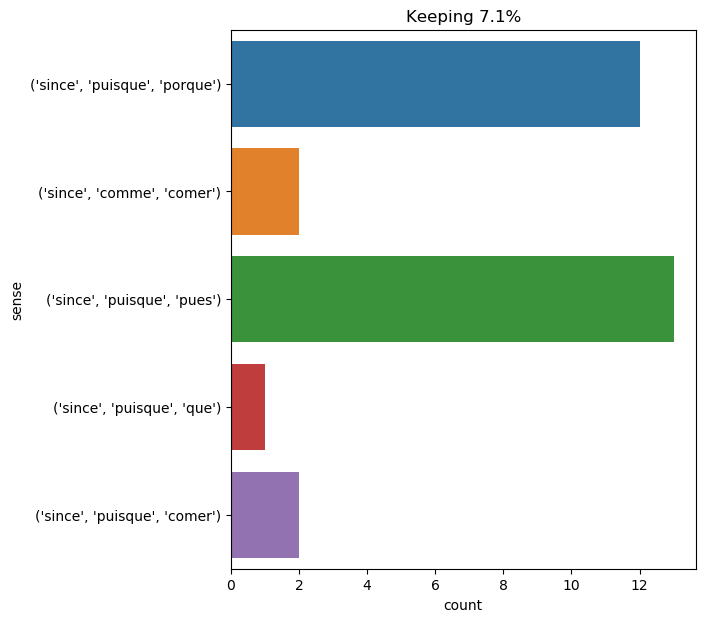 Keeping 7.1%
('since', 'puisque', 'porque')
('since', 'comme', 'comer')
('since', 'puisque', 'pues')
('since', 'puisque', 'que')
('since', 'puisque', 'comer')
sense
0 2 4 6 8 10 12
count